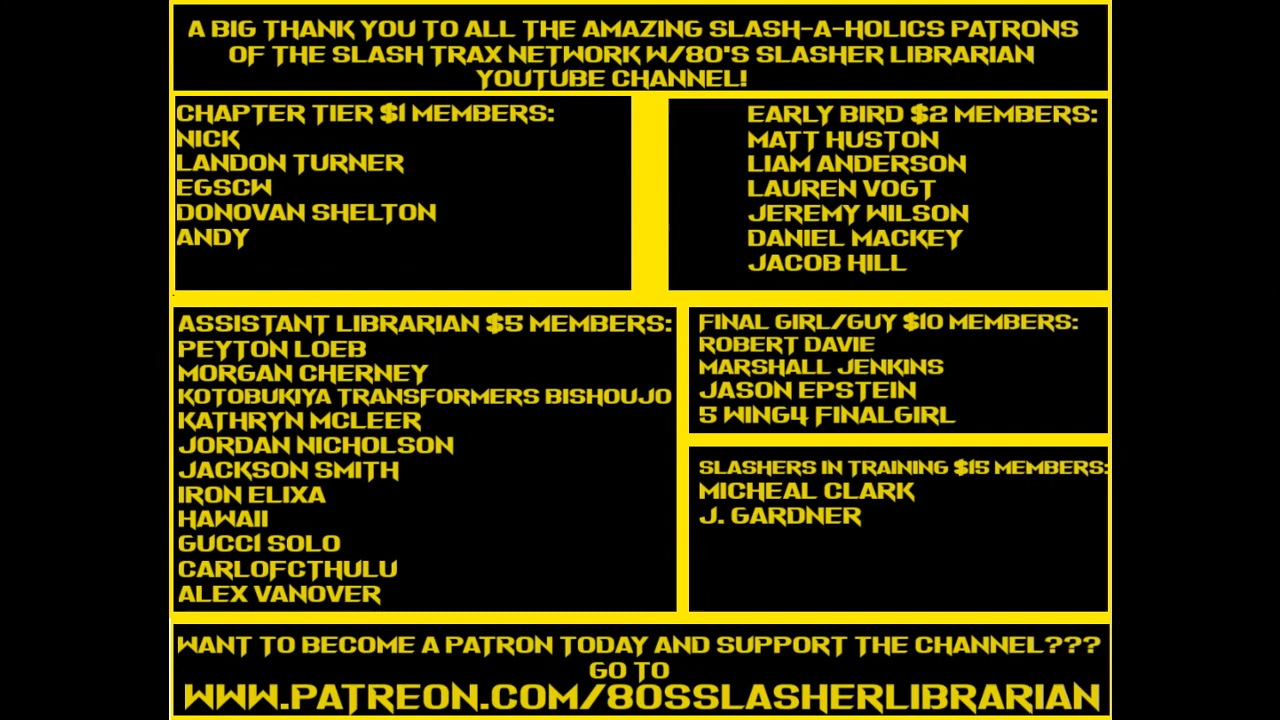 A BIG THANK YOU TO ALL THE AMAZING SLASH-A-HOLICS PATRONS
OF THE SLASH TRAX NETWORK W/80'S SLASHER LIBRARIAN
YOUTUBE CHANNEL!
CHAPTER TIER $1 MEMBERS:
NICK
LANDON TURNER
EGSCW
DONOVAN SHELTON
ANDY
EARLY BIRD $2 MEMBERS:
MATT HUSTON
LIAM ANDERSON
LAUREN VOGT
JEREMY WILSON
DANIEL MACKEY
JACOB HILL
ASSISTANT LIBRARIAN $5 MEMBERS:
PEYTON LOEB
MORGAN CHERNEY
KOTOBUKIYA TRANSFORMERS BISHOUJO
KATHRYN MCLEER
JORDAN NICHOLSON
JACKSON SMITH
IRON ELIXA
HAWAII
GUCCI SOLO
CARLOFCTHULU
ALEX VANOVER
FINAL GIRL/GUY $10 MEMBERS:
ROBERT DAVIE
MARSHALL JENKINS
JASON EPSTEIN
5 WING4 FINALGIRL
SLASHERS IN TRAINING $15 MEMBERS:
MICHEAL CLARK
J. GARDNER
WANT TO BECOME A PATRON TODAY AND SUPPORT THE CHANNEL???
GO TO
WWW.PATREON.COM/80SSLASHERLIBRARIAN